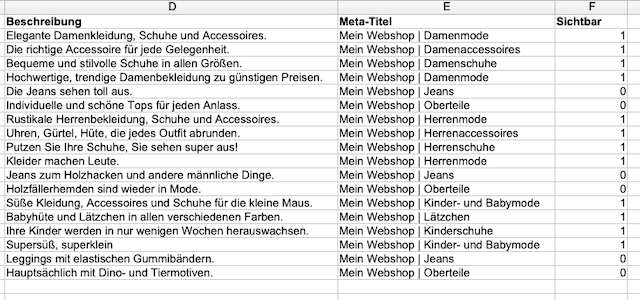 D E F
Beschreibung Meta-Titel Sichtbar
Elegante Damenkleidung, Schuhe und Accessoires. Mein Webshop | Damenmode 1
Die richtige Accessoire für jede Gelegenheit. Mein Webshop | Damenaccessoires 1
Bequeme und stilvolle Schuhe in allen Größen. Mein Webshop | Damenschuhe 1
Hochwertige, trendige Damenbekleidung zu günstigen Preisen. Mein Webshop | Damenmode 1
Die Jeans sehen toll aus. Mein Webshop | Jeans 0
Individuelle und schöne Tops für jeden Anlass. Mein Webshop | Oberteile 0
Rustikale Herrenbekleidung, Schuhe und Accessoires. Mein Webshop | Herrenmode 1
Uhren, Gürtel, Hüte, die jedes Outfit abrunden. Mein Webshop | Herrenaccessoires 1
Putzen Sie Ihre Schuhe, Sie sehen super aus! Mein Webshop | Herrenschuhe 1
Kleider machen Leute. Mein Webshop | Herrenmode 1
Jeans zum Holzhacken und andere männliche Dinge. Mein Webshop | Jeans 0
Holzfällerhemden sind wieder in Mode. Mein Webshop | Oberteile 0
Süße Kleidung, Accessoires und Schuhe für die kleine Maus. Mein Webshop | Kinder- und Babymode 1
Babyhüte und Lätzchen in allen verschiedenen Farben. Mein Webshop | Lätzchen 1
Ihre Kinder werden in nur wenigen Wochen herauswachsen. Mein Webshop | Kinderschuhe 1
Supersüß, superklein Mein Webshop | Kinder- und Babymode 1
Leggings mit elastischen Gummibändern. Mein Webshop | Jeans 0
Hauptsächlich mit Dino- und Tiermotiven. Mein Webshop | Oberteile 0